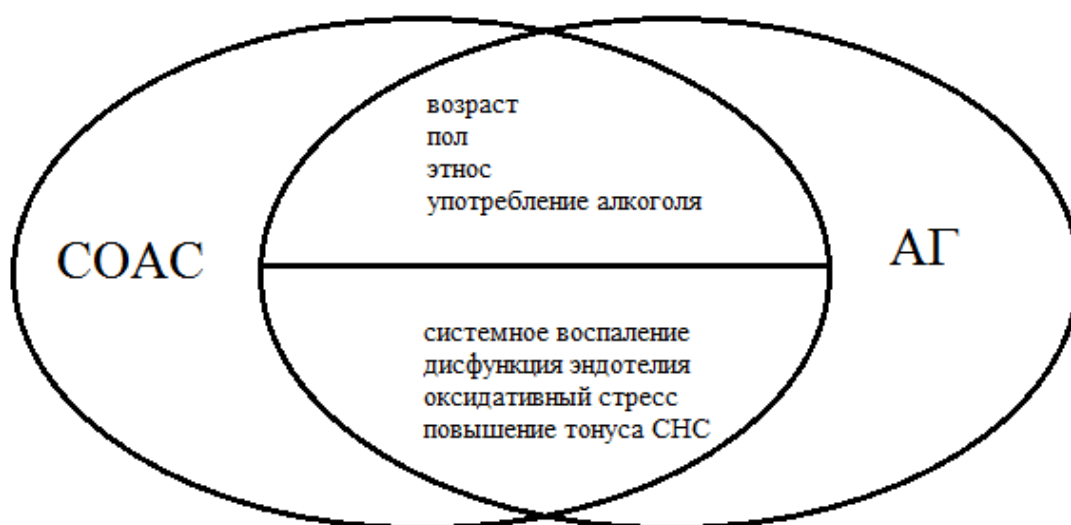 возраст
пол
этнос
употребление алкоголя
СОАС
АГ
системное воспаление
дисфункция эндотелия
оксидативный стресс
повышение тонуса СНС